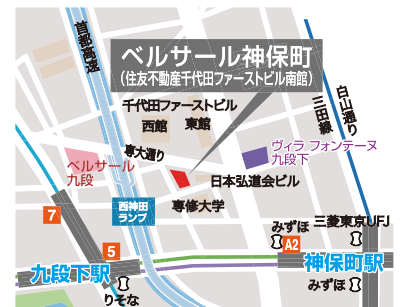 首都高速
ベルサール神保町
（住友不動産千代田ファーストビル南館）
千代田ファーストビル
西館
東館
白山通り
三田線
専大通り
ヴィラ フォンテーヌ
九段下
ベルサール
九段
日本弘道会ビル
西神田
ランプ
専修大学
7
5
みずほ
三菱東京UFJ
A2
九段下駅
神保町駅
りそな
みずほ